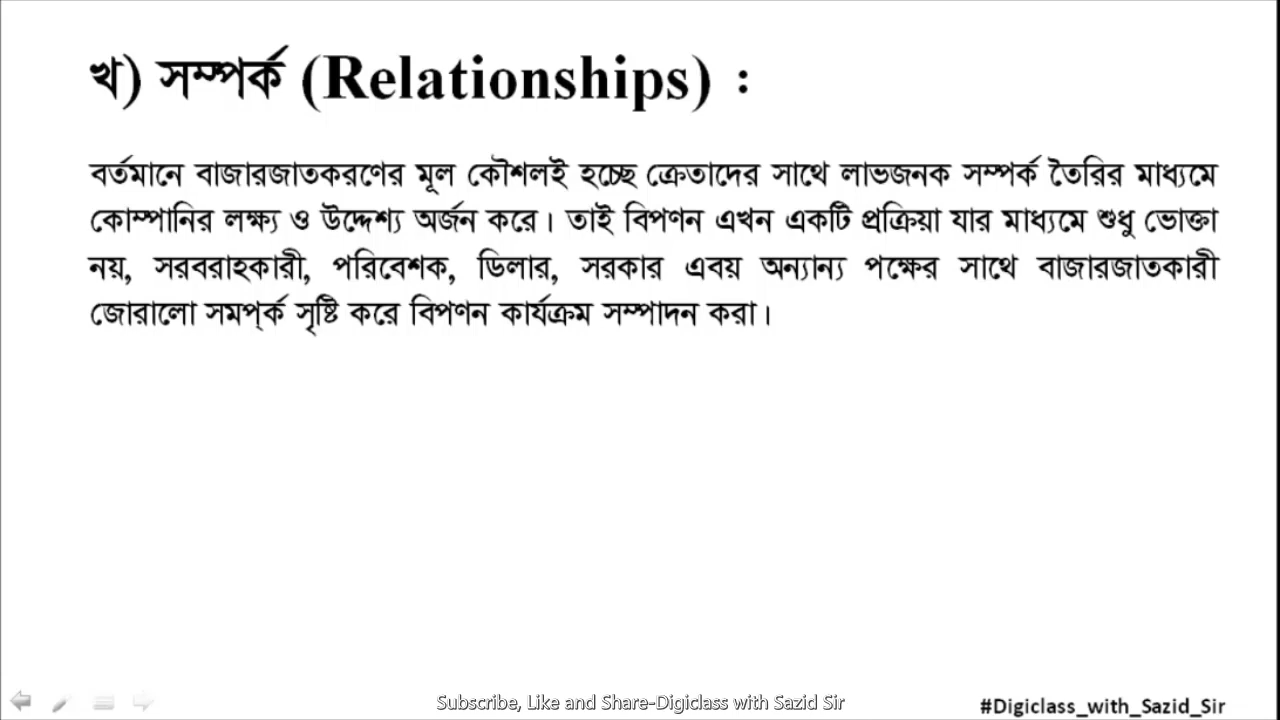 খ) সম্পর্ক (Relationships) :
বর্তমানে বাজারজাতকরণের মূল কৌশলই হচ্ছে ক্রেতাদের সাথে লাভজনক সম্পর্ক তৈরির মাধ্যমে
কোম্পানির লক্ষ্য ও উদ্দেশ্য অর্জন করে। তাই বিপণন এখন একটি প্রক্রিয়া যার মাধ্যমে শুধু ভোক্তা
নয়, সরবরাহকারী, পরিবেশক, ডিলার, সরকার এবয় অন্যান্য পক্ষের সাথে বাজারজাতকারী
জোরালো সমপ্র্ক সৃষ্টি করে বিপণন কার্যক্রম সম্পাদন করা।
Subscribe, Like and Share-Digiclass with Sazid Sir
#Digiclass_with_Sazid_Sir